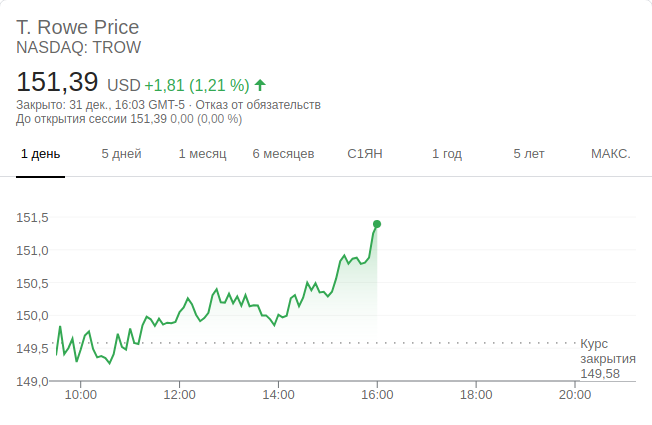 T. Rowe Price
NASDAQ: TROW
151,39 USD +1,81 (1,21 %)
Закрыто: 31 дек., 16:03 GMT-5 · Отказ от обязательств
До открытия сессии 151,39 0,00 (0,00 %)
1 день 5 дней 1 месяц 6 месяцев С1ЯН 1 год 5 лет МАКС.
151,5
151,0
150,5
150,0
149,5
149,0
Курс
закрытия
149,58
10:00 12:00 14:00 16:00 18:00 20:00